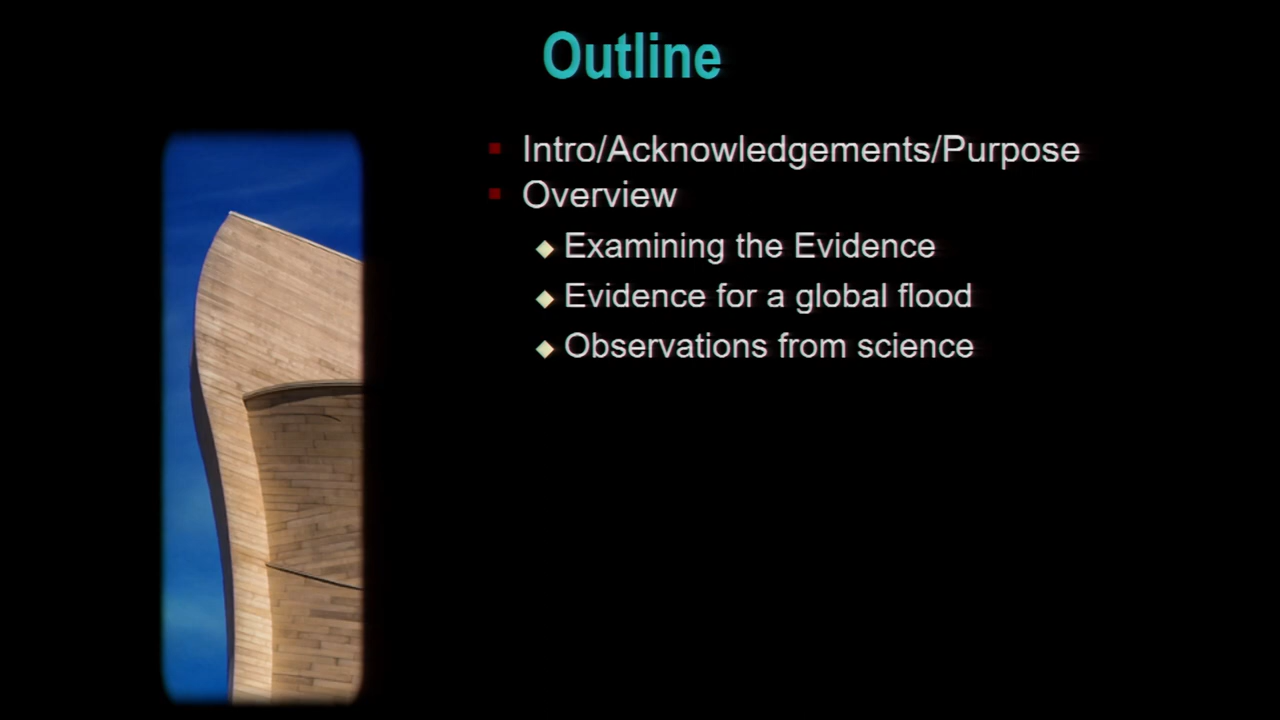 Outline
Intro/Acknowledgements/Purpose
Overview
Examining the Evidence
Evidence for a global flood
Observations from science